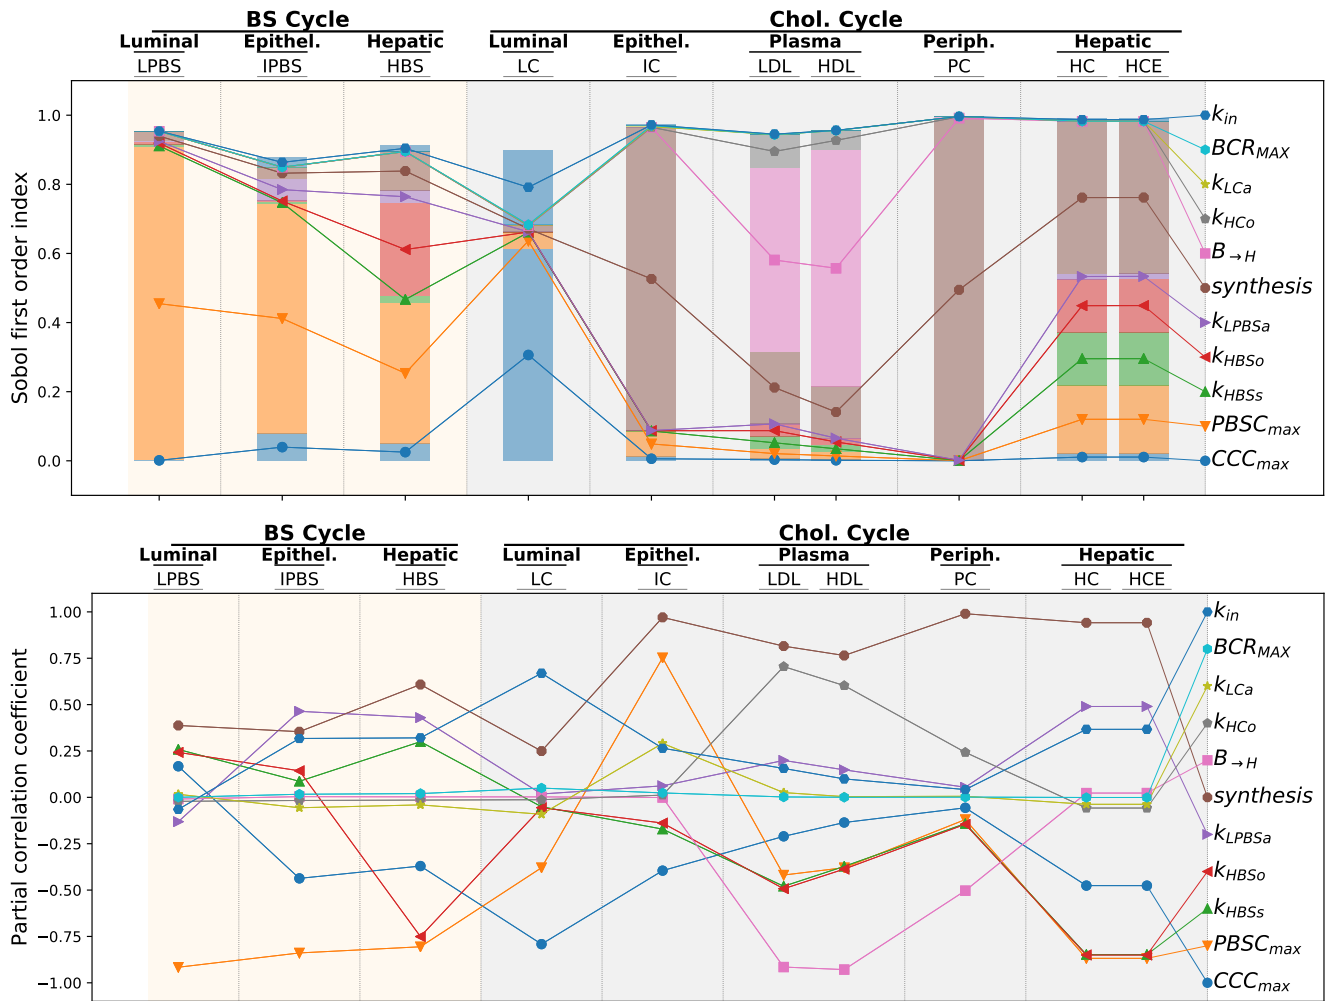 BS Cycle Chol. Cycle
Luminal Epithel. Hepatic Luminal Epithel. Plasma Periph. Hepatic
LPBS IPBS HBS LC IC LDL HDL PC HC HCE
Sobol first order index
1.0
0.8
0.6
0.4
0.2
0.0
k_in
BCR_MAX
k_LCa
k_HCo
B_→H
synthesis
k_LPBSa
k_HBSo
k_HBSs
PBSC_max
CCC_max
BS Cycle Chol. Cycle
Luminal Epithel. Hepatic Luminal Epithel. Plasma Periph. Hepatic
LPBS IPBS HBS LC IC LDL HDL PC HC HCE
Partial correlation coefficient
1.00
0.75
0.50
0.25
0.00
−0.25
−0.50
−0.75
−1.00
k_in
BCR_MAX
k_LCa
k_HCo
B_→H
synthesis
k_LPBSa
k_HBSo
k_HBSs
PBSC_max
CCC_max